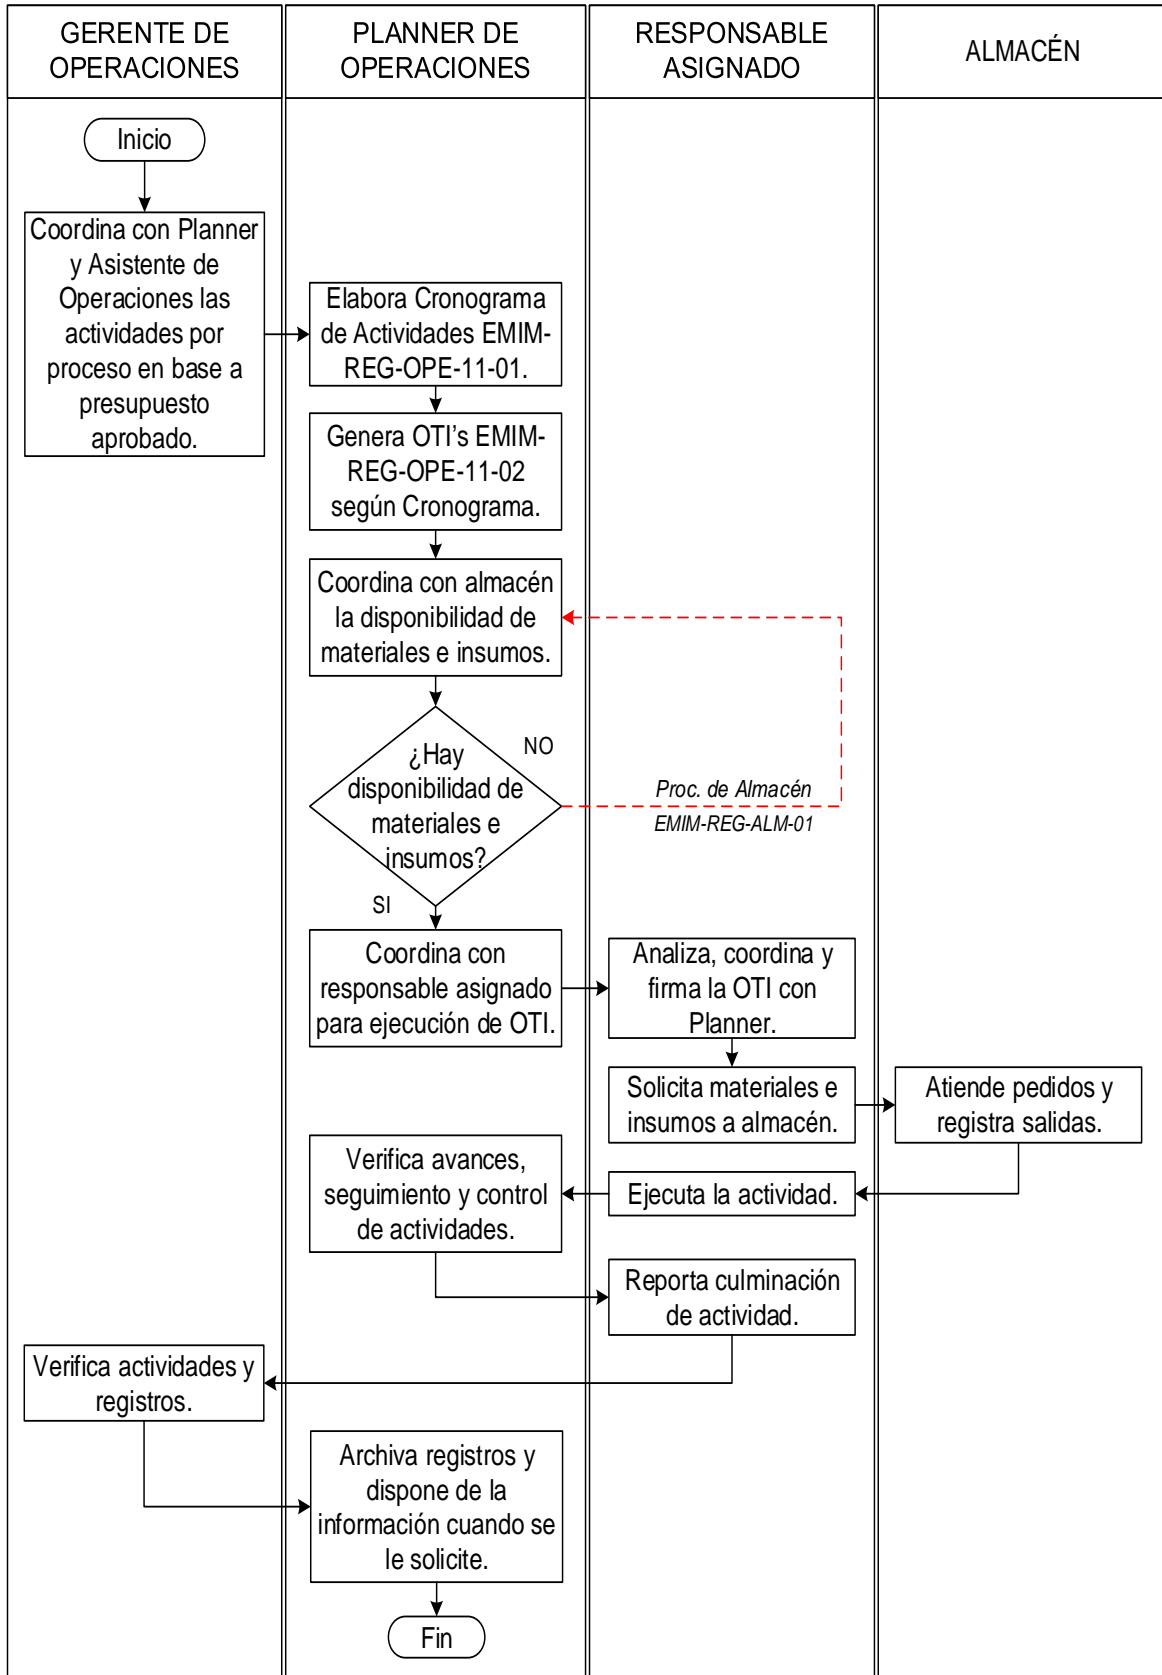 GERENTE DE
OPERACIONES
PLANNER DE
OPERACIONES
RESPONSABLE
ASIGNADO
ALMACÉN
Inicio
Coordina con Planner
y Asistente de
Operaciones las
actividades por
proceso en base a
presupuesto
aprobado.
Elabora Cronograma
de Actividades EMIM-
REG-OPE-11-01.
Genera OTI’s EMIM-
REG-OPE-11-02
según Cronograma.
Coordina con almacén
la disponibilidad de
materiales e insumos.
¿Hay
disponibilidad de
materiales e
insumos?
NO
Proc. de Almacén
EMIM-REG-ALM-01
SI
Coordina con
responsable asignado
para ejecución de OTI.
Analiza, coordina y
firma la OTI con
Planner.
Solicita materiales e
insumos a almacén.
Atiende pedidos y
registra salidas.
Ejecuta la actividad.
Verifica avances,
seguimiento y control
de actividades.
Reporta culminación
de actividad.
Verifica actividades y
registros.
Archiva registros y
dispone de la
información cuando se
le solicite.
Fin